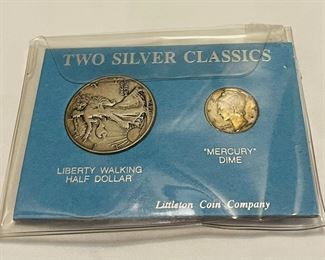 TWO SILVER CLASSICS
LIBERTY WALKING
HALF DOLLAR
"MERCURY"
DIME
Littleton Coin Company